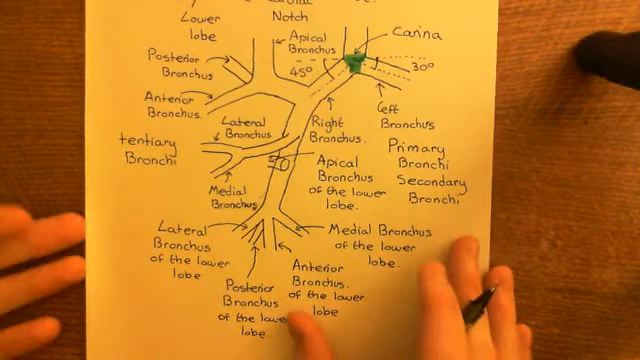 Lower
lobe
Notch
Carina
Apical
Bronchus
Posterior
Bronchus
45°
30°
Anterior
Bronchus.
Left
Bronchus
Right
Bronchus.
Lateral
Bronchus
tertiary
Bronchi
Primary
Bronchi
Secondary
Bronchi
Apical
Bronchus
of the lower
lobe.
Medial
Bronchus
Lateral
Bronchus
of the lower
lobe
Medial Bronchus
of the lower
lobe.
Anterior
Bronchus.
of the lower
lobe
Posterior
Bronchus
of the lower
lobe